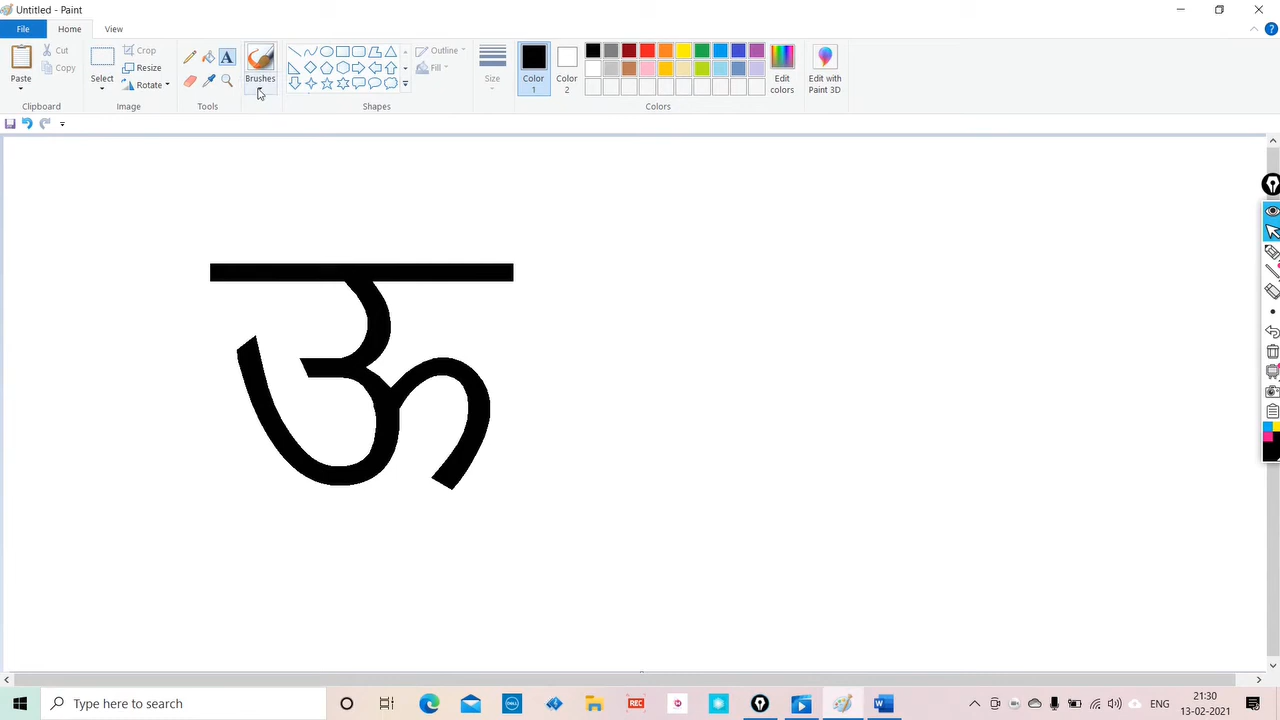 Untitled - Paint
File Home View
Paste Cut Copy Clipboard
Select Crop Resize Rotate Image
Tools
Brushes
Outline Fill Shapes
Size
Color 1 Color 2 Edit colors Colors
Edit with Paint 3D
ऊ
Type here to search
DELL
REC
ENG
21:30
13-02-2021